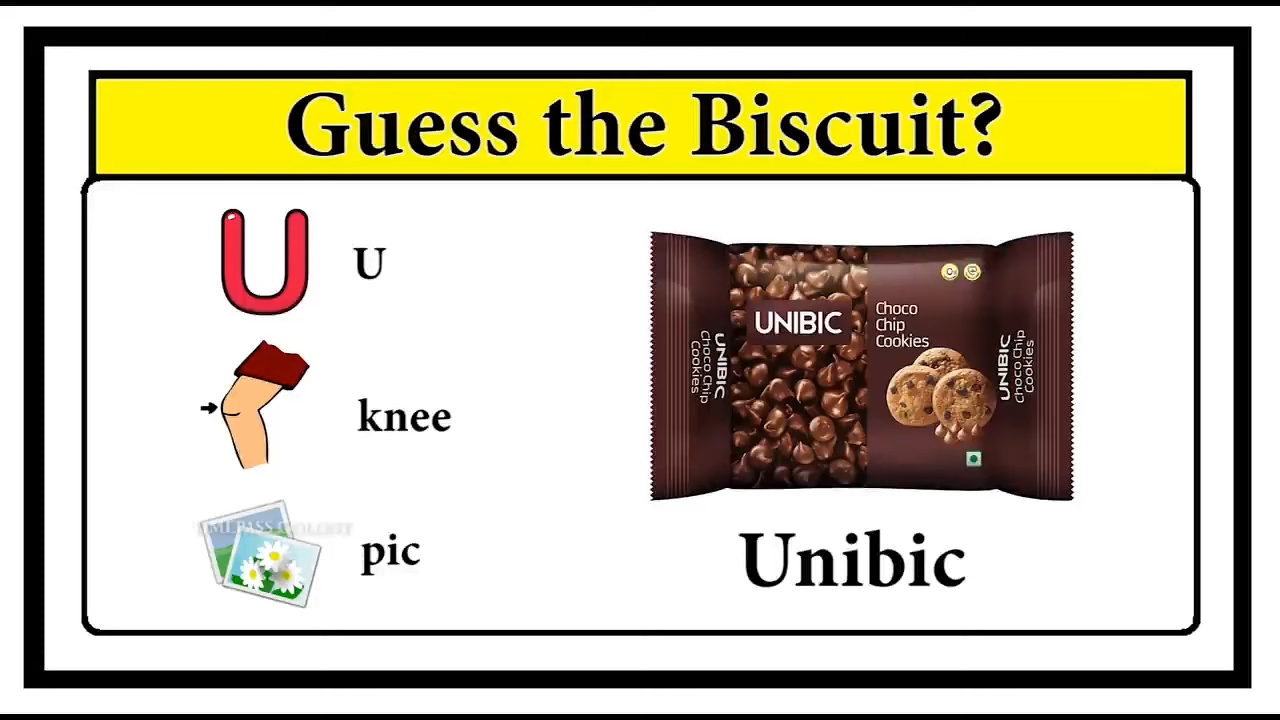 Guess the Biscuit?
U
U
knee
pic
UNIBIC
Choco
Chip
Cookies
UNIBIC
Choco Chip
Cookies
UNIBIC
Choco Chip
Cookies
Unibic